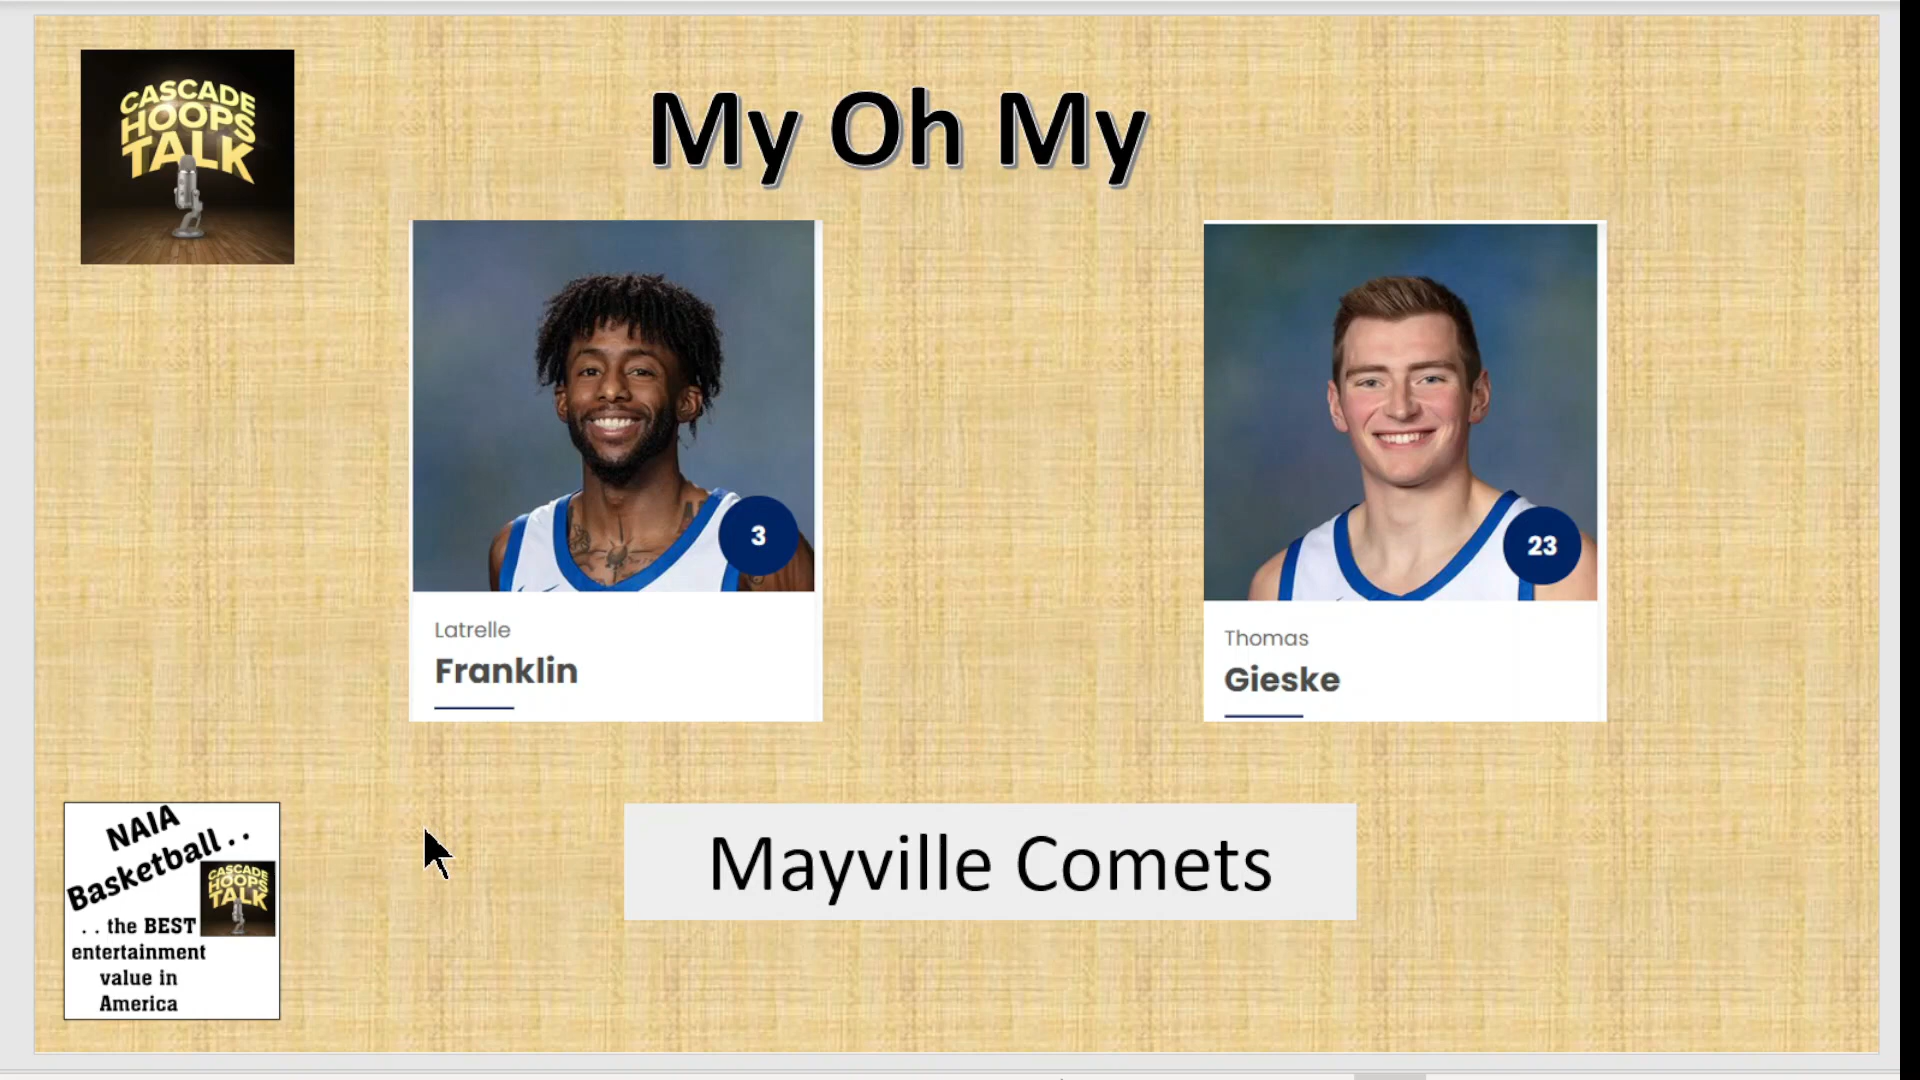 CASCADE
HOOPS
TALK
My Oh My
3
Latrelle
Franklin
23
Thomas
Gieske
NAIA
Basketball . .
CASCADE
HOOPS
TALK
. . the BEST
entertainment
value in
America
Mayville Comets